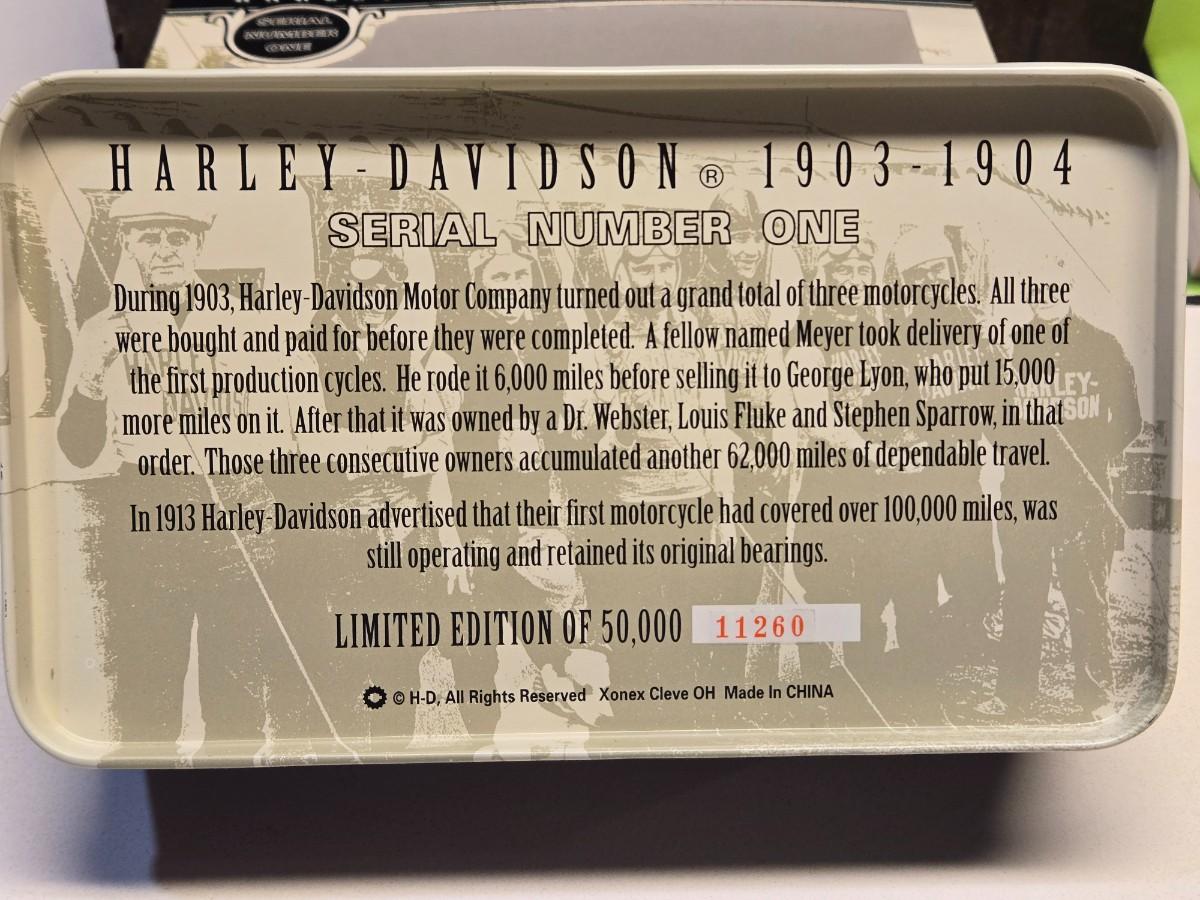 SERIAL
NUMBER
ONE
HARLEY-DAVIDSON® 1903-1904
SERIAL NUMBER ONE
During 1903, Harley-Davidson Motor Company turned out a grand total of three motorcycles. All three
were bought and paid for before they were completed. A fellow named Meyer took delivery of one of
the first production cycles. He rode it 6,000 miles before selling it to George Lyon, who put 15,000
more miles on it. After that it was owned by a Dr. Webster, Louis Fluke and Stephen Sparrow, in that
order. Those three consecutive owners accumulated another 62,000 miles of dependable travel.
In 1913 Harley-Davidson advertised that their first motorcycle had covered over 100,000 miles, was
still operating and retained its original bearings.
LIMITED EDITION OF 50,000 11260
© H-D, All Rights Reserved Xonex Cleve OH Made In CHINA